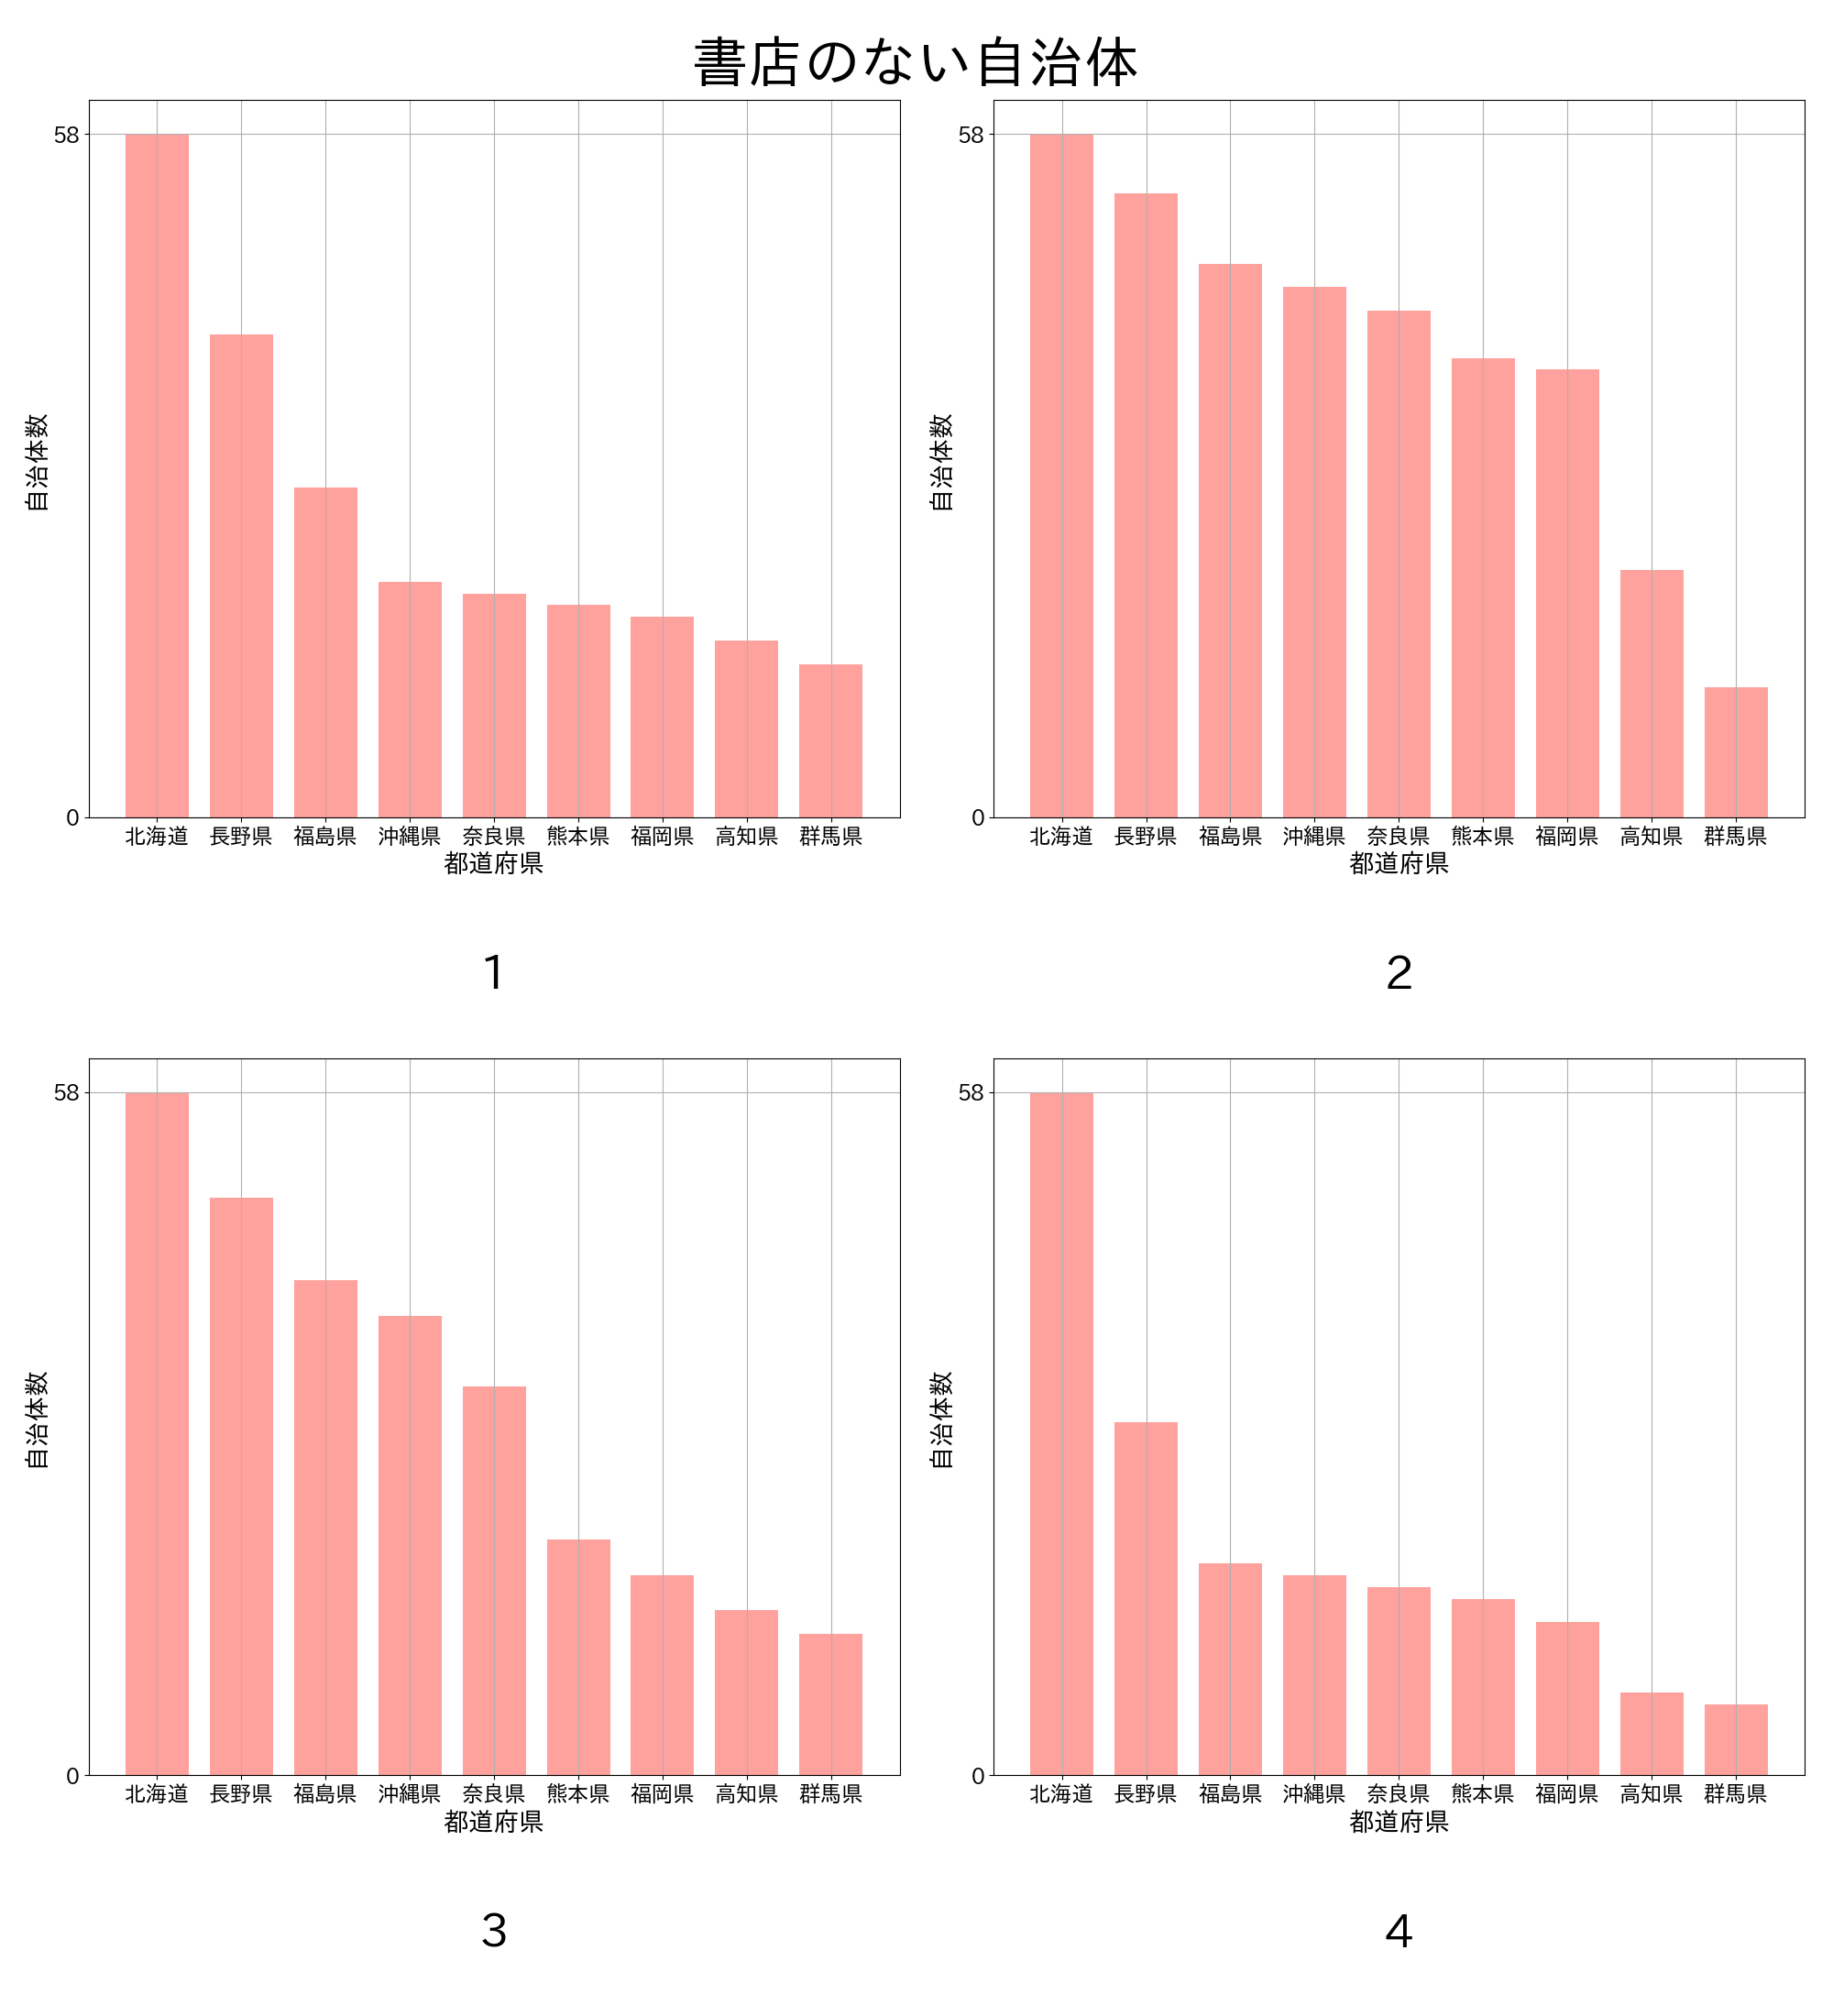 書店のない自治体
58
0
自治体数
北海道 長野県 福島県 沖縄県 奈良県 熊本県 福岡県 高知県 群馬県
都道府県
1
58
0
自治体数
北海道 長野県 福島県 沖縄県 奈良県 熊本県 福岡県 高知県 群馬県
都道府県
2
58
0
自治体数
北海道 長野県 福島県 沖縄県 奈良県 熊本県 福岡県 高知県 群馬県
都道府県
3
58
0
自治体数
北海道 長野県 福島県 沖縄県 奈良県 熊本県 福岡県 高知県 群馬県
都道府県
4